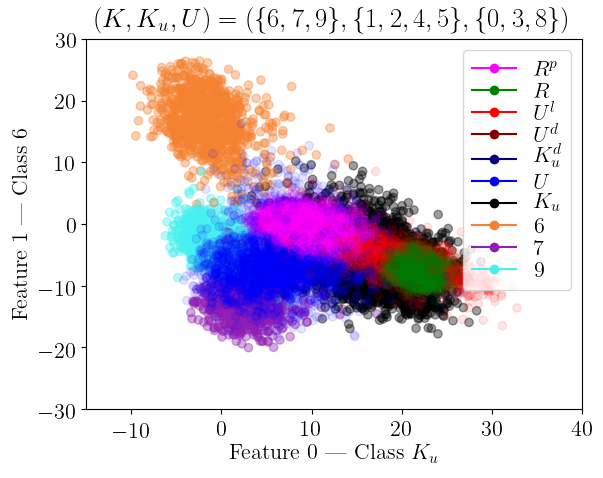 (K, K_u, U) = ({6, 7, 9}, {1, 2, 4, 5}, {0, 3, 8})
30
20
10
0
−10
−20
−30
Feature 1 — Class 6
R^p
R
U^l
U^d
K_u^d
U
K_u
6
7
9
−10
0
10
20
30
40
Feature 0 — Class K_u